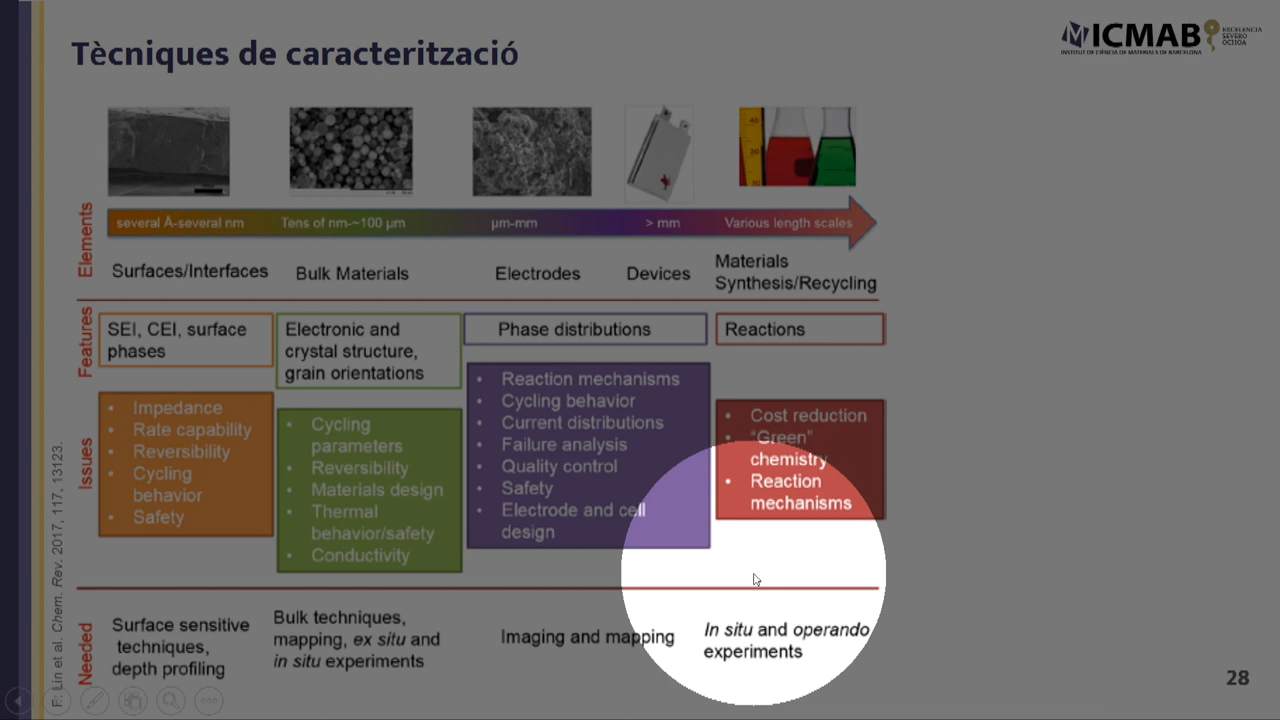 Tècniques de caracterització
ICMAB
INSTITUT DE CIÈNCIA DE MATERIALS DE BARCELONA
EXCELENCIA
SEVERO
OCHOA
Elements
several Å-several nm
Tens of nm-~100 µm
µm-mm
> mm
Various length scales
Surfaces/Interfaces
Bulk Materials
Electrodes
Devices
Materials
Synthesis/Recycling
Features
SEI, CEI, surface
phases
Electronic and
crystal structure,
grain orientations
Phase distributions
Reactions
Issues
• Impedance
• Rate capability
• Reversibility
• Cycling
behavior
• Safety
• Cycling
parameters
• Reversibility
• Materials design
• Thermal
behavior/safety
• Conductivity
• Reaction mechanisms
• Cycling behavior
• Current distributions
• Failure analysis
• Quality control
• Safety
• Electrode and cell
design
• Cost reduction
• "Green"
chemistry
• Reaction
mechanisms
Needed
Surface sensitive
techniques,
depth profiling
Bulk techniques,
mapping, ex situ and
in situ experiments
Imaging and mapping
In situ and operando
experiments
F: Lin et al. Chem. Rev. 2017, 117, 13123.
28